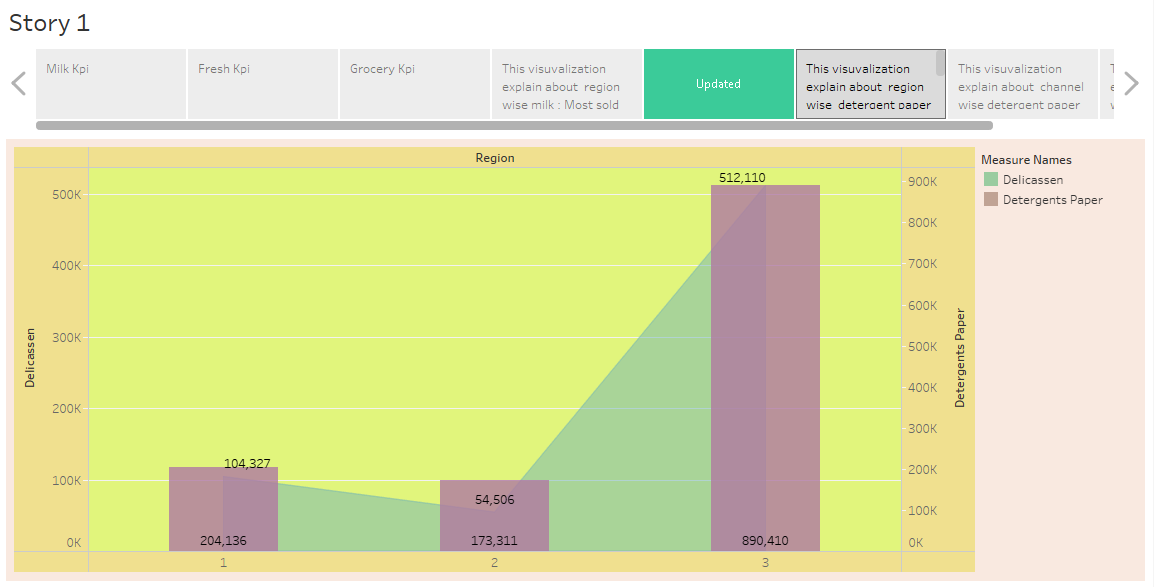 Story 1
Milk Kpi
Fresh Kpi
Grocery Kpi
This visuvalization
explain about region
wise milk : Most sold
Updated
This visuvalization
explain about region
wise detergent paper
This visuvalization
explain about channel
wise detergent paper
Region
Delicassen
500K
400K
300K
200K
100K
0K
512,110
104,327
54,506
204,136
173,311
890,410
1
2
3
900K
800K
700K
600K
500K
400K
300K
200K
100K
0K
Detergents Paper
Measure Names
Delicassen
Detergents Paper